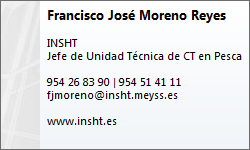 Francisco José Moreno Reyes
INSHT
Jefe de Unidad Técnica de CT en Pesca
954 26 83 90 | 954 51 41 11
fjmoreno@insht.meyss.es
www.insht.es